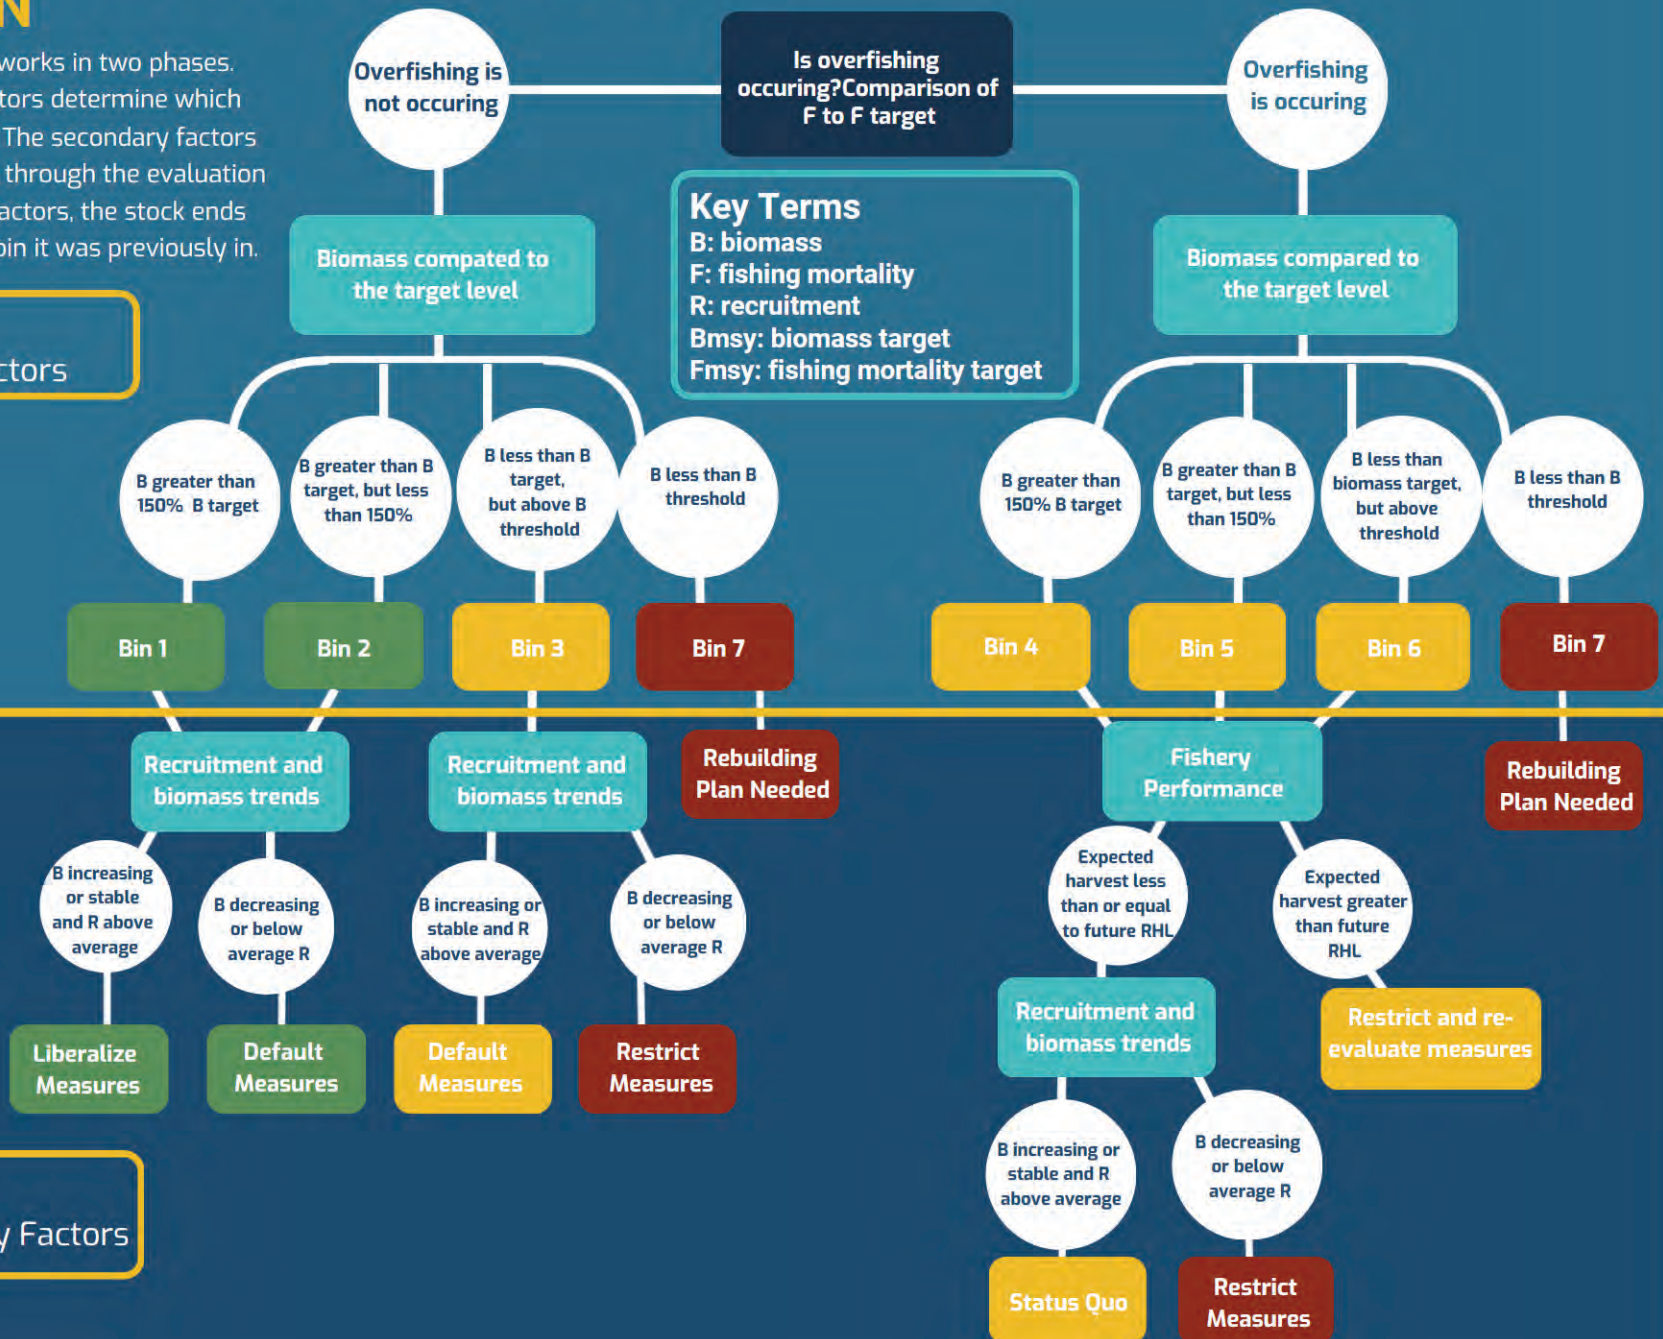 N
works in two phases.
tors determine which
The secondary factors
through the evaluation
actors, the stock ends
bin it was previously in.
ctors
Overfishing is
not occuring
Is overfishing
occuring?Comparison of
F to F target
Overfishing
is occuring
Key Terms
B: biomass
F: fishing mortality
R: recruitment
Bmsy: biomass target
Fmsy: fishing mortality target
Biomass compated to
the target level
Biomass compared to
the target level
B greater than
150% B target
B greater than B
target, but less
than 150%
B less than B
target,
but above B
threshold
B less than B
threshold
B greater than
150% B target
B greater than B
target, but less
than 150%
B less than
biomass target,
but above
threshold
B less than B
threshold
Bin 1
Bin 2
Bin 3
Bin 7
Bin 4
Bin 5
Bin 6
Bin 7
Recruitment and
biomass trends
Recruitment and
biomass trends
Rebuilding
Plan Needed
Fishery
Performance
Rebuilding
Plan Needed
B increasing
or stable
and R above
average
B decreasing
or below
average R
B increasing or
stable and R
above average
B decreasing
or below
average R
Expected
harvest less
than or equal
to future RHL
Expected
harvest greater
than future
RHL
Liberalize
Measures
Default
Measures
Default
Measures
Restrict
Measures
Recruitment and
biomass trends
Restrict and re-
evaluate measures
B increasing or
stable and R
above average
B decreasing
or below
average R
y Factors
Status Quo
Restrict
Measures